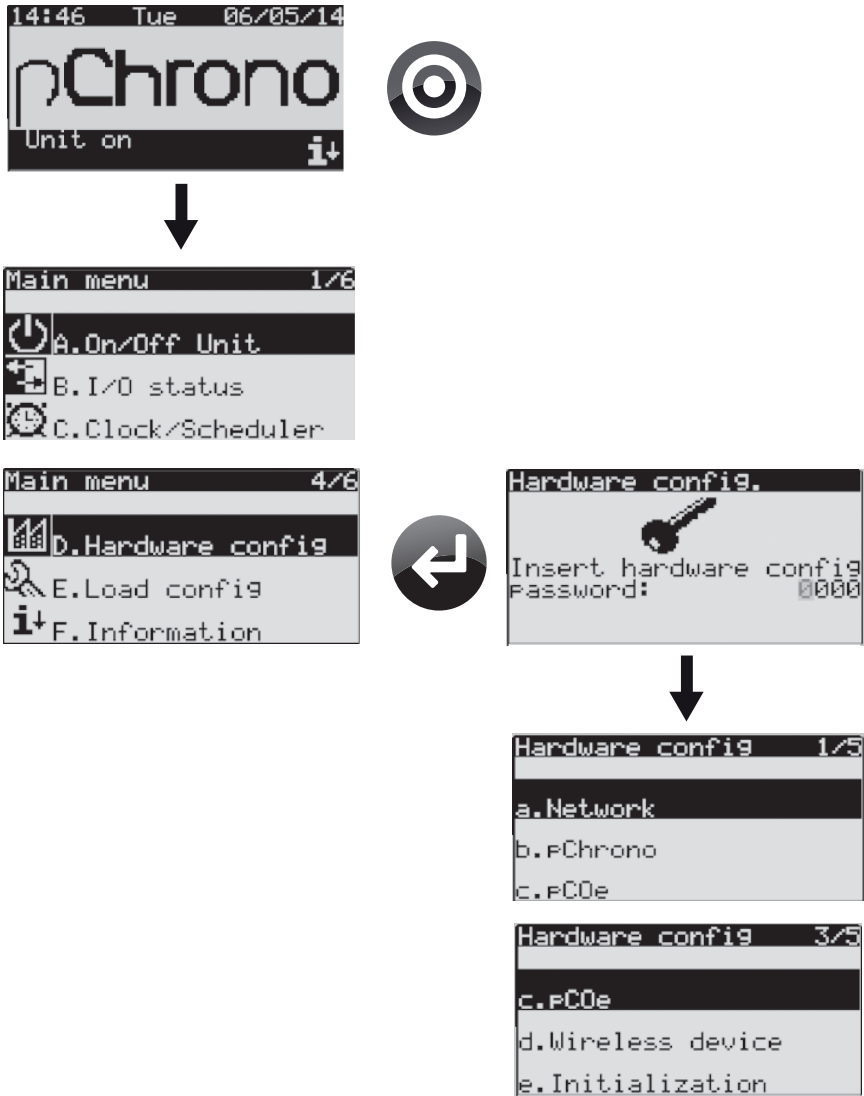 14:46 Tue 06/05/14
pChrono
Unit on i
Main menu 1/6
A.On/Off Unit
B.I/O status
C.Clock/Scheduler
Main menu 4/6
D.Hardware config
E.Load config
F.Information
Hardware config.
Insert hardware config
password: 0000
Hardware config 1/5
a.Network
b.pChrono
c.pCOe
Hardware config 3/5
c.pCOe
d.Wireless device
e.Initialization